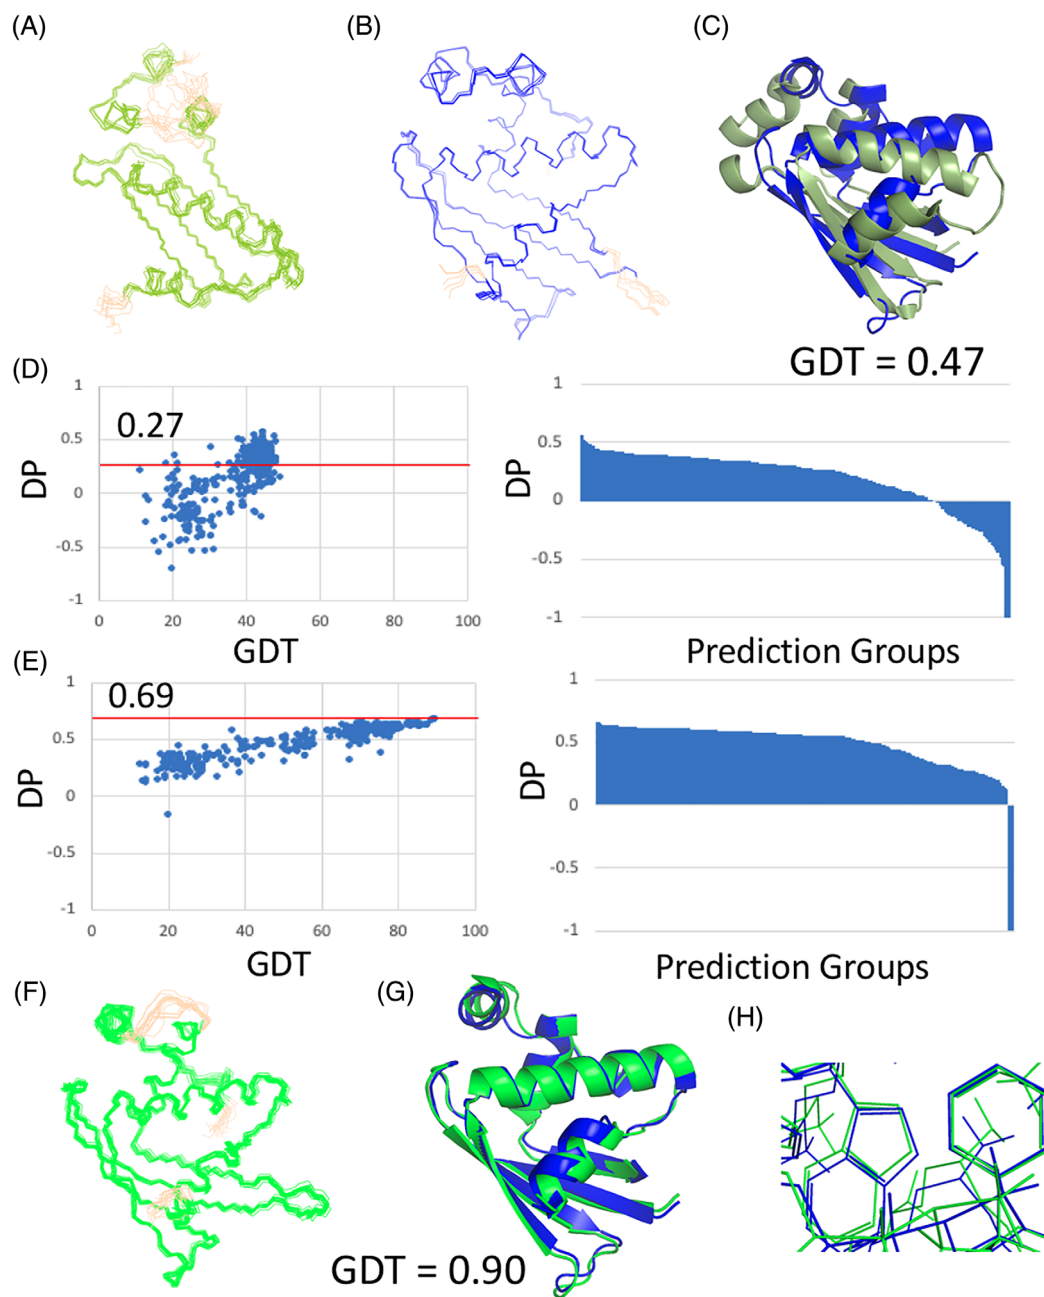 (A)
(B)
(C)
GDT = 0.47
(D)
1
0.5
0
-0.5
-1
DP
0.27
0
20
40
60
80
100
GDT
1
0.5
0
-0.5
-1
DP
Prediction Groups
(E)
1
0.5
0
-0.5
-1
DP
0.69
0
20
40
60
80
100
GDT
1
0.5
0
-0.5
-1
DP
Prediction Groups
(F)
(G)
(H)
GDT = 0.90